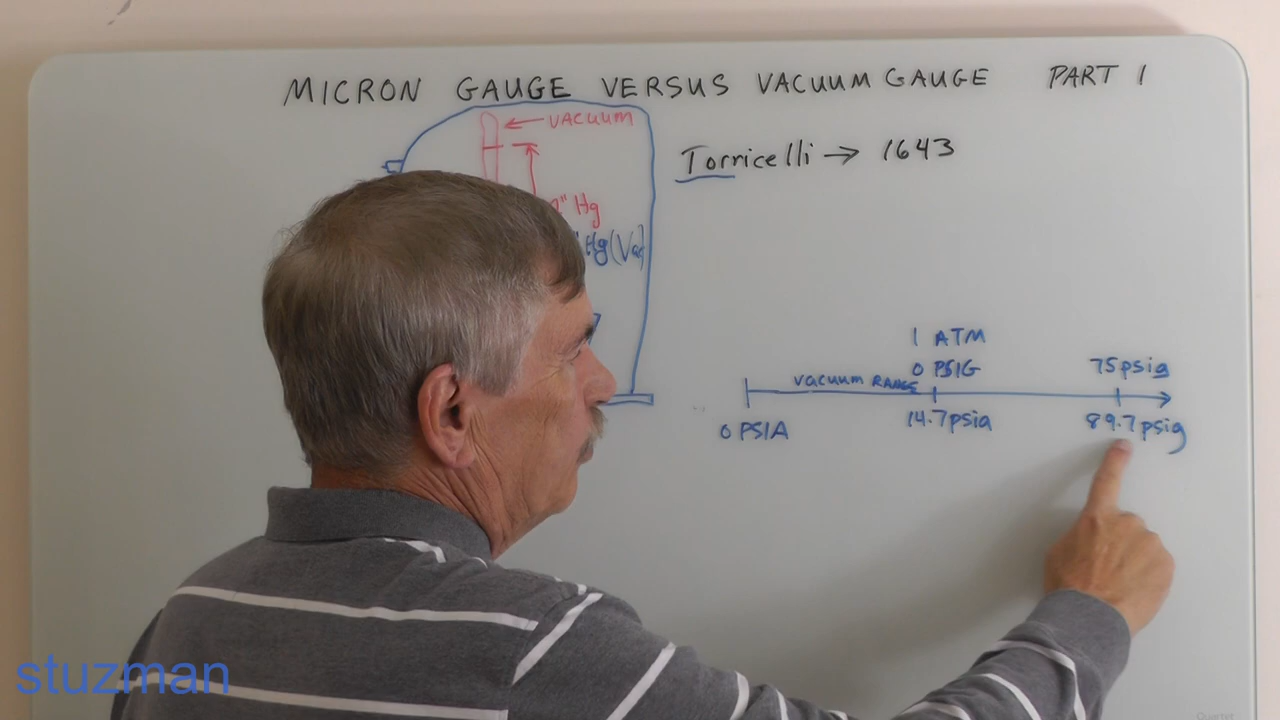 MICRON GAUGE VERSUS VACUUM GAUGE PART 1
VACUUM
Torricelli → 1643
" Hg
" Hg (Vac)
1 ATM
0 PSIG
75psig
VACUUM RANGE
0 PSIA
14.7psia
89.7psig
stuzman